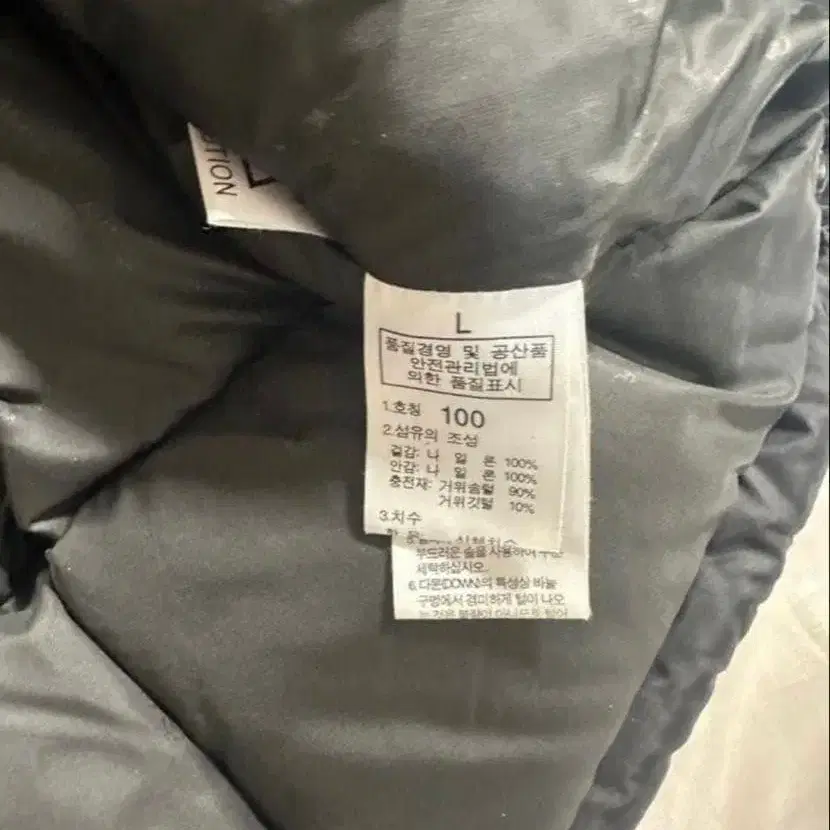 L
품질경영 및 공산품
안전관리법에
의한 품질표시
1.호칭 100
2.섬유의 조성
겉감: 나 일 론 100%
안감: 나 일 론 100%
충전재: 거위솜털 90%
거위깃털 10%
3.치수
부드러운 솔을 사용하여
세탁하십시오.
6. 다운(DOWN)의 특성상 바늘
구멍에서 경미하게 털이 나오
는 것은